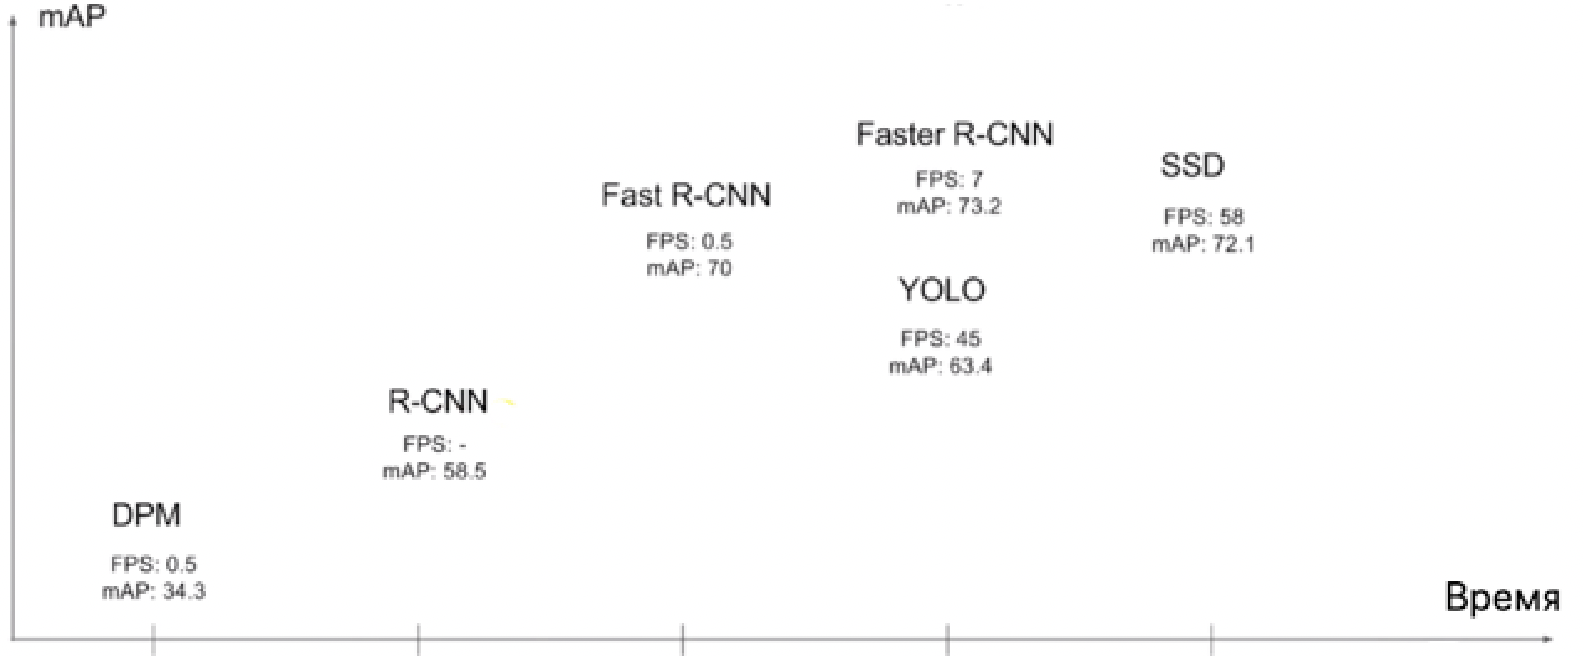 mAP
Faster R-CNN
FPS: 7
mAP: 73.2
SSD
FPS: 58
mAP: 72.1
Fast R-CNN
FPS: 0.5
mAP: 70
YOLO
FPS: 45
mAP: 63.4
R-CNN
FPS: -
mAP: 58.5
DPM
FPS: 0.5
mAP: 34.3
Время